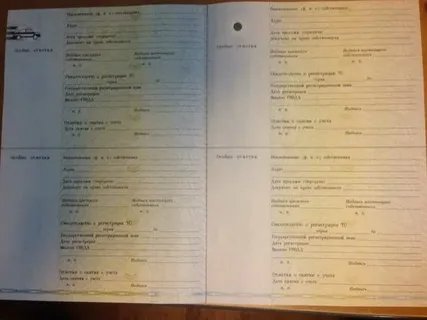 Особые отметки
Наименование (ф. и. о.) собственника
Адрес
Дата продажи (передачи)
Документ на право собственности
Подпись прежнего собственника
Подпись настоящего собственника
М. П.
М. П.
Свидетельство о регистрации ТС
серия №
Государственный регистрационный знак
Дата регистрации
Выдано ГИБДД
М. П.
Подпись
Отметка о снятии с учета
Дата снятия с учета
М. П.
Подпись
Особые отметки
Наименование (ф. и. о.) собственника
Адрес
Дата продажи (передачи)
Документ на право собственности
Подпись прежнего собственника
Подпись настоящего собственника
М. П.
М. П.
Свидетельство о регистрации ТС
серия №
Государственный регистрационный знак
Дата регистрации
Выдано ГИБДД
М. П.
Подпись
Отметка о снятии с учета
Дата снятия с учета
М. П.
Подпись
Особые отметки
Наименование (ф. и. о.) собственника
Адрес
Дата продажи (передачи)
Документ на право собственности
Подпись прежнего собственника
Подпись настоящего собственника
М. П.
М. П.
Свидетельство о регистрации ТС
серия №
Государственный регистрационный знак
Дата регистрации
Выдано ГИБДД
М. П.
Подпись
Отметка о снятии с учета
Дата снятия с учета
М. П.
Подпись
Особые отметки
Наименование (ф. и. о.) собственника
Адрес
Дата продажи (передачи)
Документ на право собственности
Подпись прежнего собственника
Подпись настоящего собственника
М. П.
М. П.
Свидетельство о регистрации ТС
серия №
Государственный регистрационный знак
Дата регистрации
Выдано ГИБДД
М. П.
Подпись
Отметка о снятии с учета
Дата снятия с учета
М. П.
Подпись